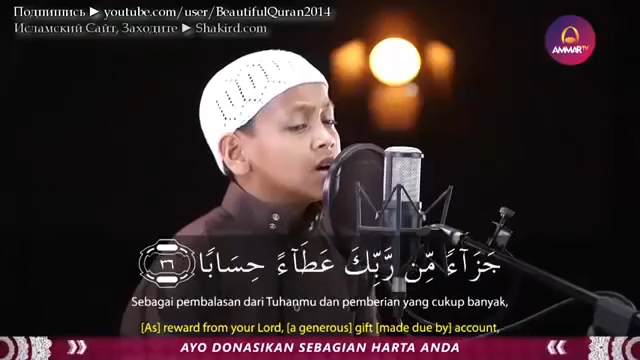 Подпишись ► youtube.com/user/BeautifulQuran2014
Исламский Сайт, Заходите ► Shakird.com
AMMAR TV
جَزَآءً مِّن رَّبِّكَ عَطَآءً حِسَابًا ٣٦
Sebagai pembalasan dari Tuhanmu dan pemberian yang cukup banyak,
[As] reward from your Lord, [a generous] gift [made due by] account,
AYO DONASIKAN SEBAGIAN HARTA ANDA